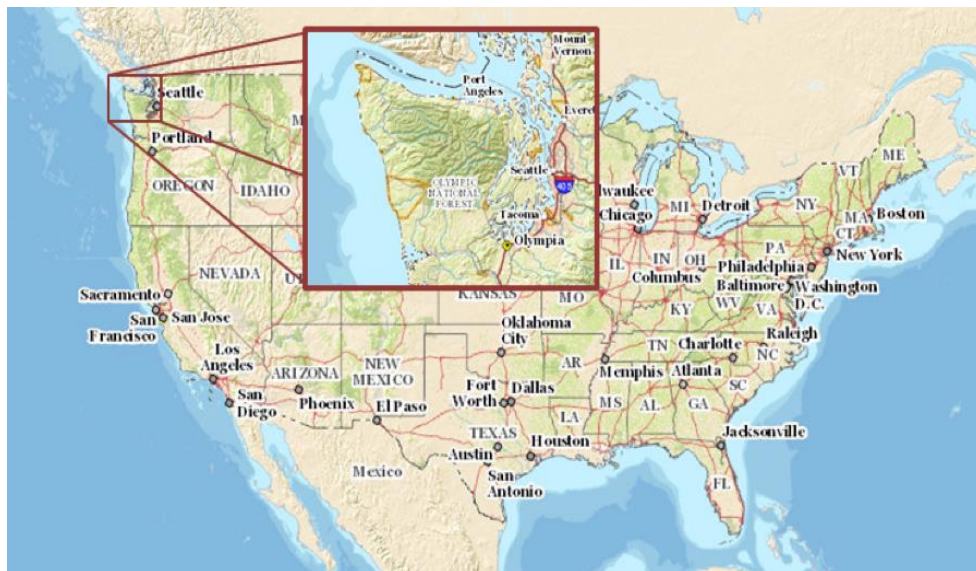 Mount
Vernon
Port
Angeles
Everet
Seattle
405
OLYMPIC
NATIONAL
FOREST
Tacoma
Olympia
Seattle
Portland
OREGON
IDAHO
NEVADA
Sacramento
San
Francisco
San Jose
Los
Angeles
San
Diego
ARIZONA
Phoenix
NEW
MEXICO
El Paso
Mexico
KANSAS
Oklahoma
City
Fort
Worth
Dallas
TEXAS
Austin
Houston
San
Antonio
MO
AR
LA
MS
AL
GA
TN
KY
IL
IN
OH
MI
lwaukee
Chicago
Detroit
Columbus
Memphis
Atlanta
Charlotte
Raleigh
NC
SC
VA
WV
PA
NY
VT
ME
MA
CT
Boston
New York
Philadelphia
Baltimore
Washington
D.C.
Jacksonville
FL